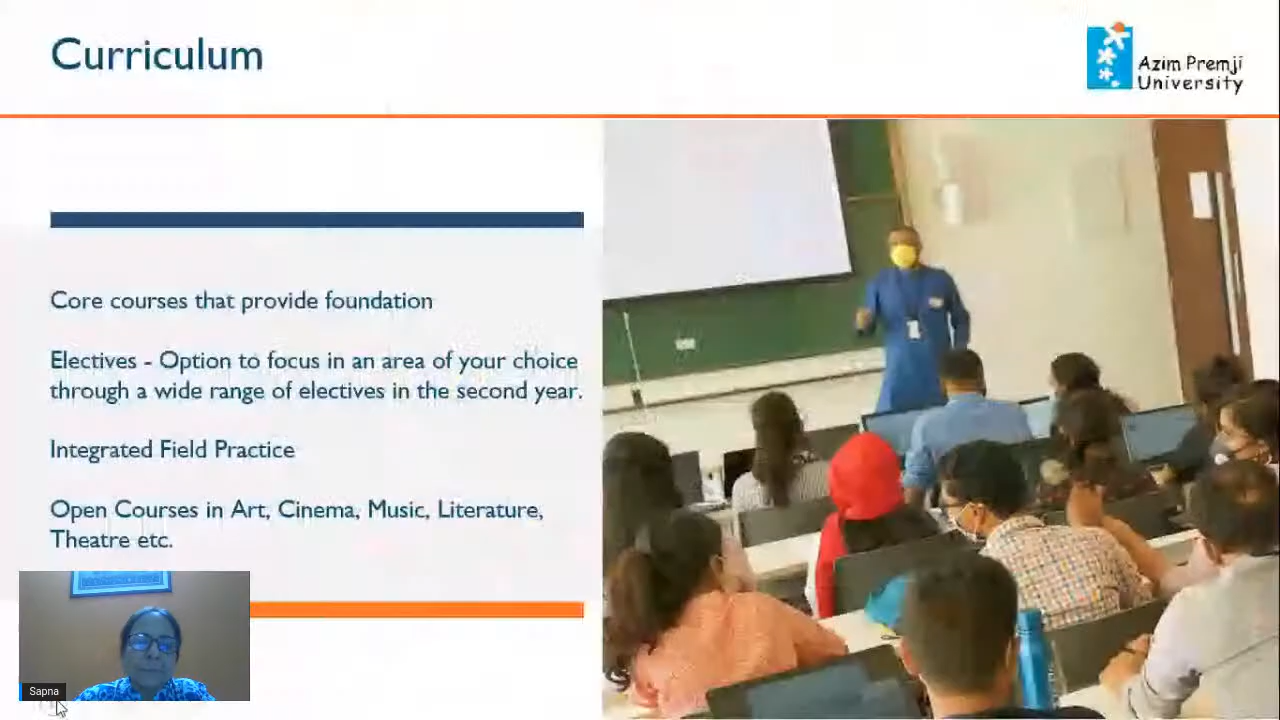 Curriculum
Azim Premji
University
Core courses that provide foundation
Electives - Option to focus in an area of your choice
through a wide range of electives in the second year.
Integrated Field Practice
Open Courses in Art, Cinema, Music, Literature,
Theatre etc.
Sapna